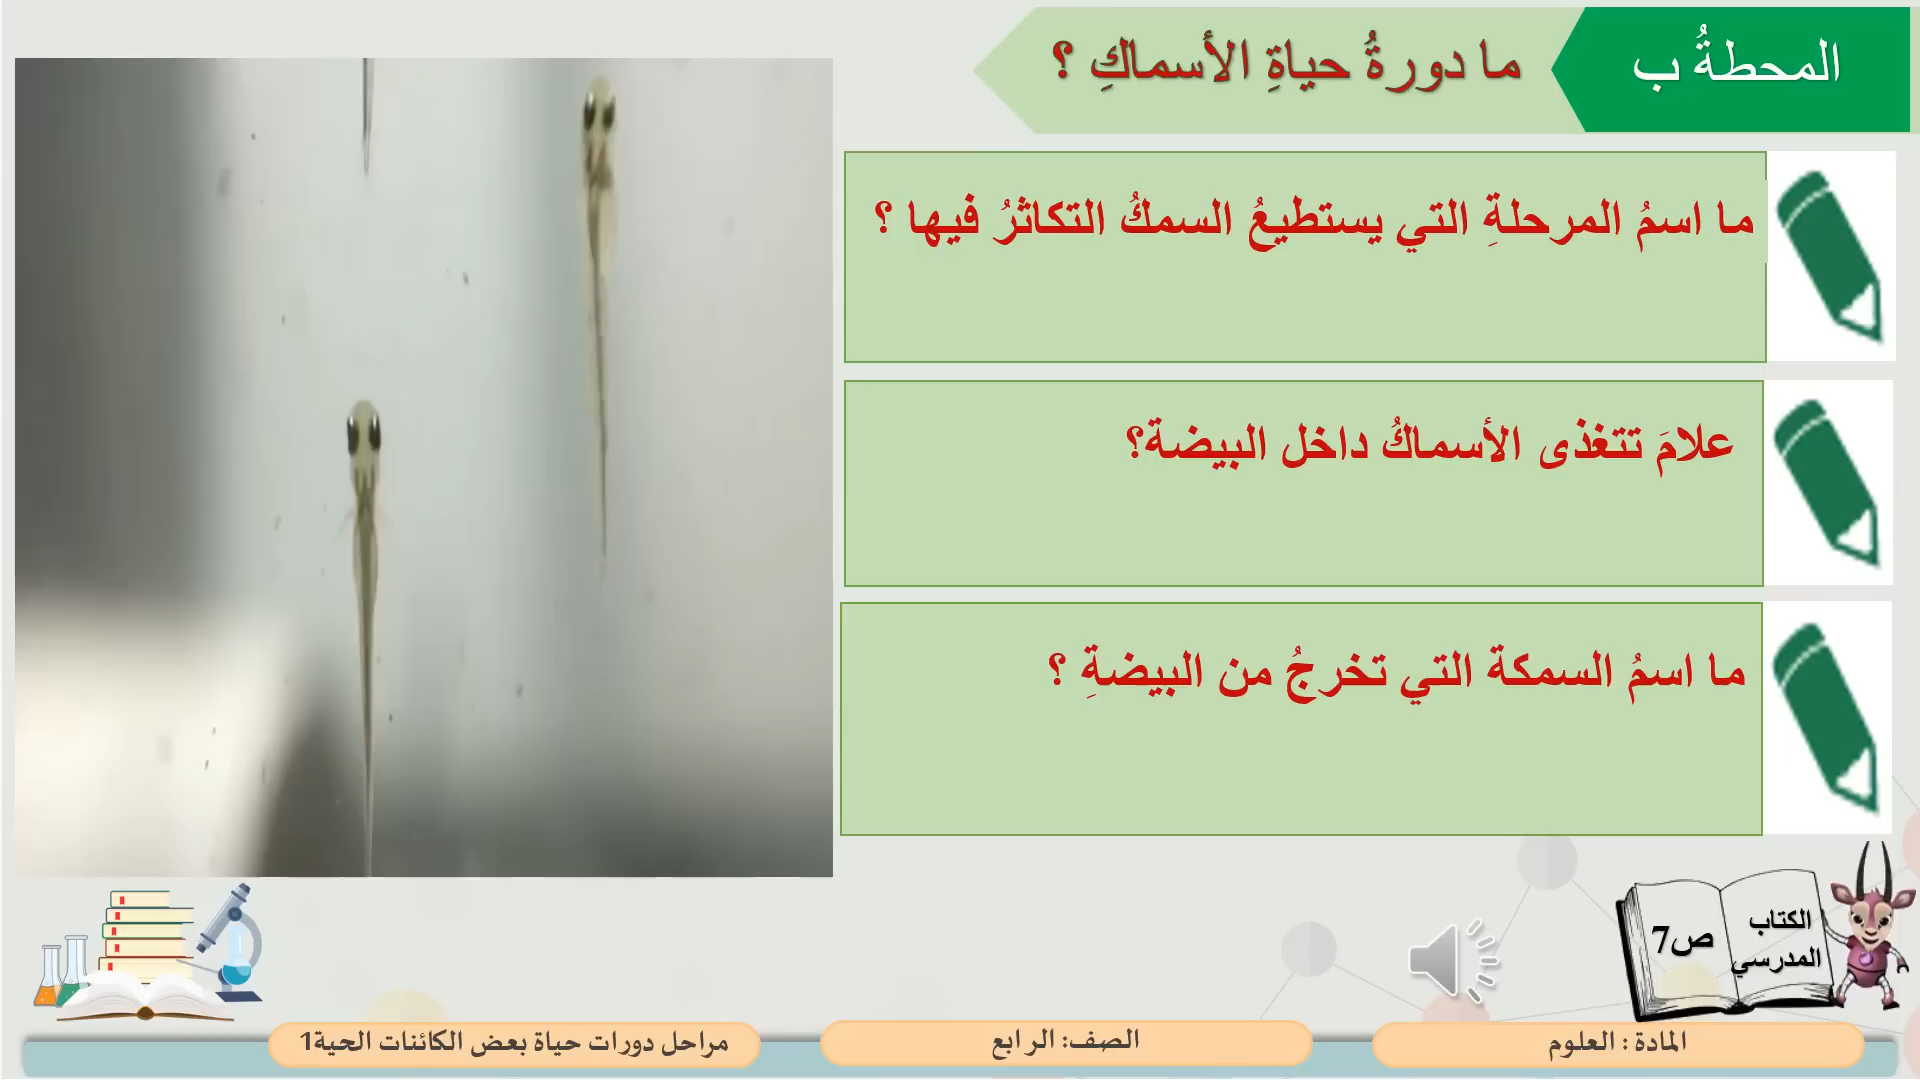 المحطةُ ب
ما دورةُ حياةِ الأسماكِ ؟
ما اسمُ المرحلةِ التي يستطيعُ السمكُ التكاثرُ فيها ؟
علامَ تتغذى الأسماكُ داخل البيضة؟
ما اسمُ السمكة التي تخرجُ من البيضةِ ؟
الكتاب
المدرسي
ص7
المادة : العلوم
الصف: الرابع
مراحل دورات حياة بعض الكائنات الحية1